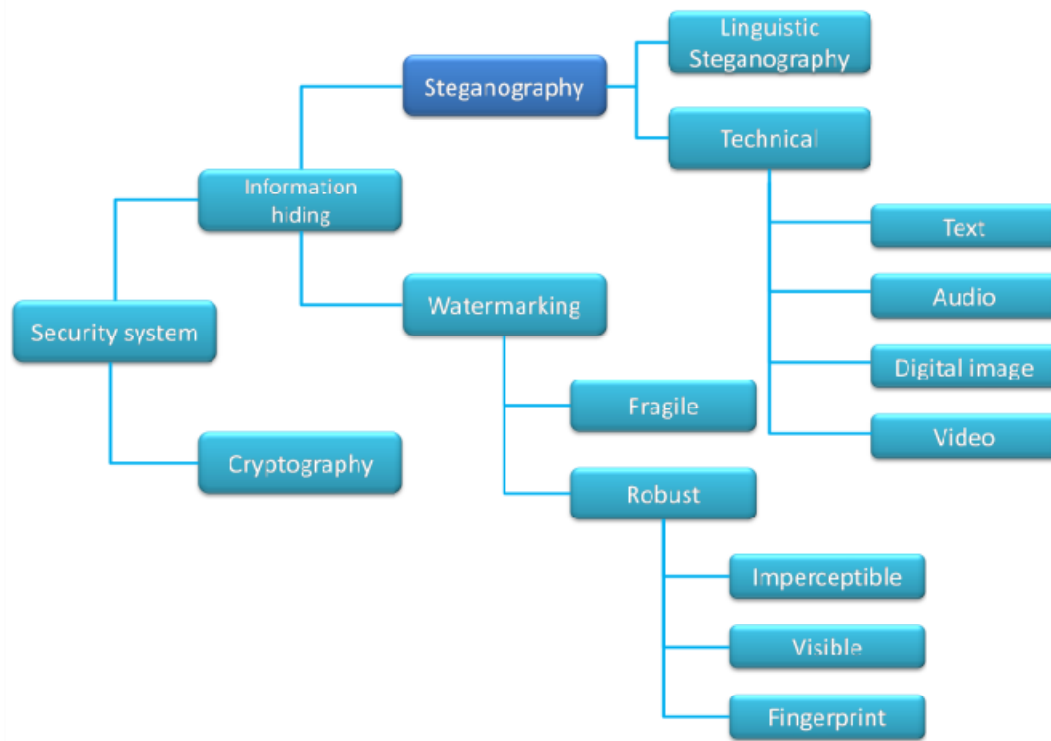 Linguistic
Steganography
Steganography
Technical
Information
hiding
Text
Audio
Watermarking
Security system
Digital image
Fragile
Video
Cryptography
Robust
Imperceptible
Visible
Fingerprint